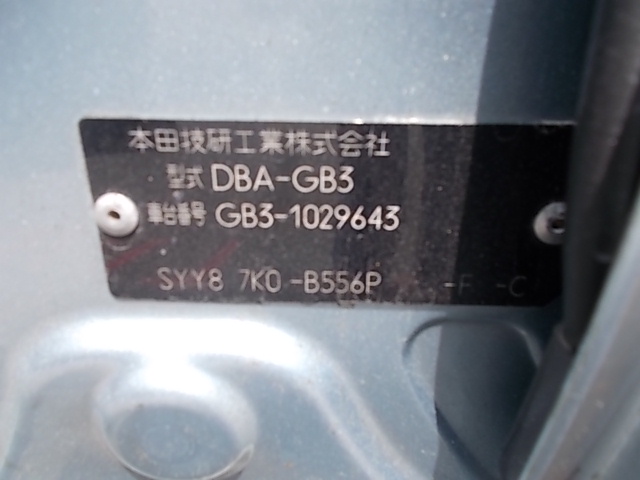 本田技研工業株式会社
型式 DBA-GB3
車台番号 GB3-1029643
SYY8 7K0 -B556P -F -C